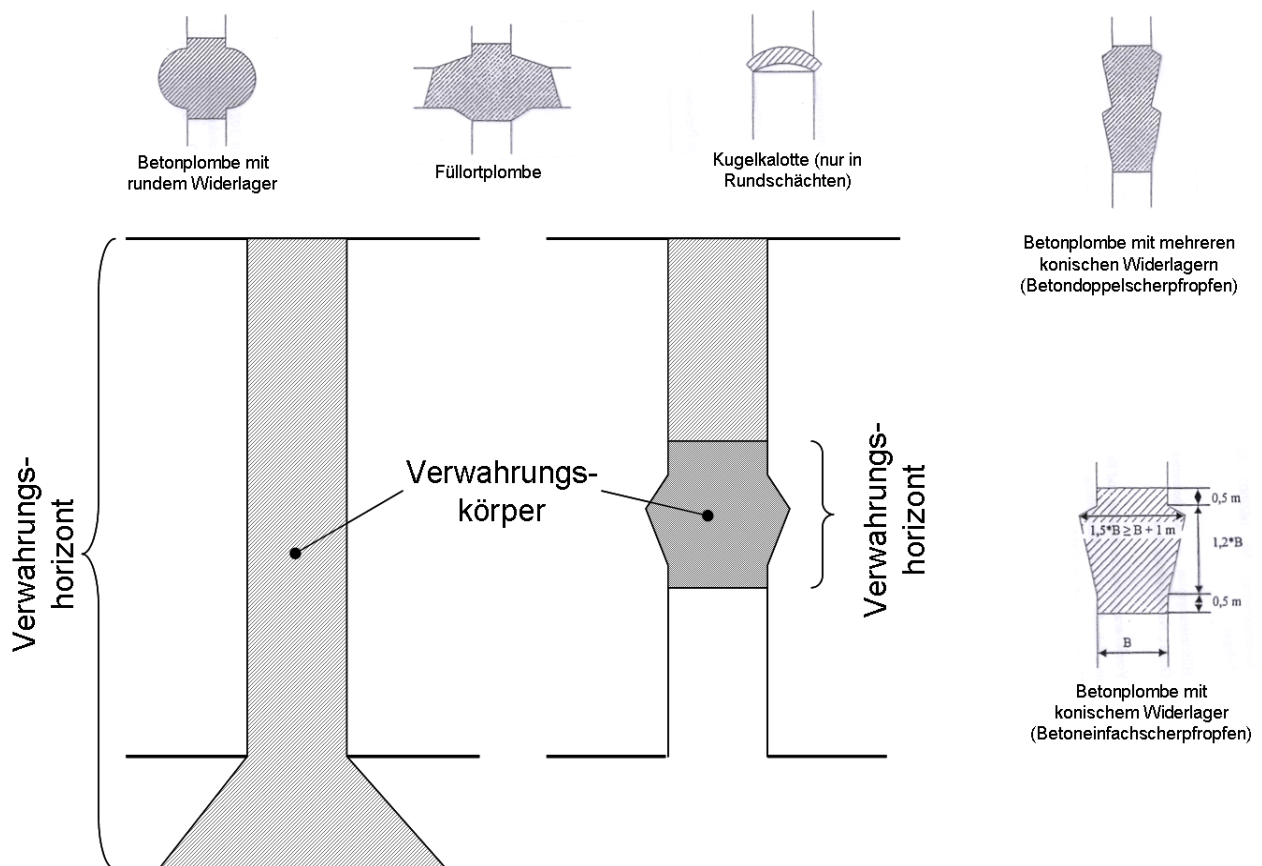 Betonplombe mit
rundem Widerlager
Füllortplombe
Kugelkalotte (nur in
Rundschächten)
Betonplombe mit mehreren
konischen Widerlagern
(Betondoppelscherpfropfen)
Verwahrungs-
horizont
Verwahrungs-
körper
Verwahrungs-
horizont
0,5 m
1,5*B ≥ B + 1 m
1,2*B
0,5 m
B
Betonplombe mit
konischem Widerlager
(Betoneinfachscherpfropfen)